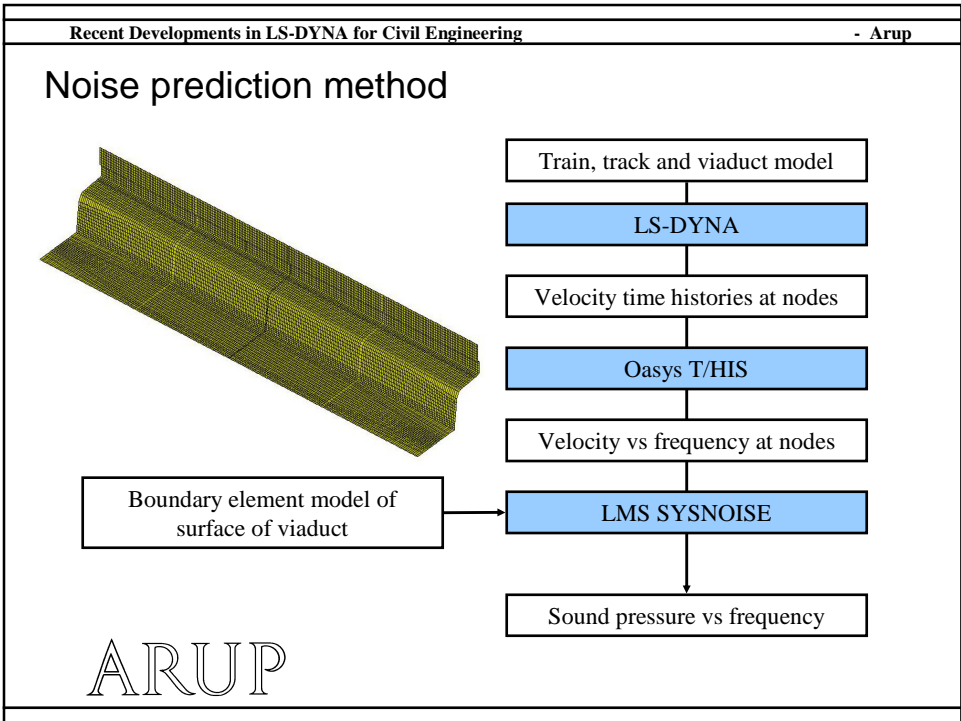 Recent Developments in LS-DYNA for Civil Engineering - Arup
Noise prediction method
Train, track and viaduct model
LS-DYNA
Velocity time histories at nodes
Oasys T/HIS
Velocity vs frequency at nodes
Boundary element model of
surface of viaduct
LMS SYSNOISE
Sound pressure vs frequency
ARUP